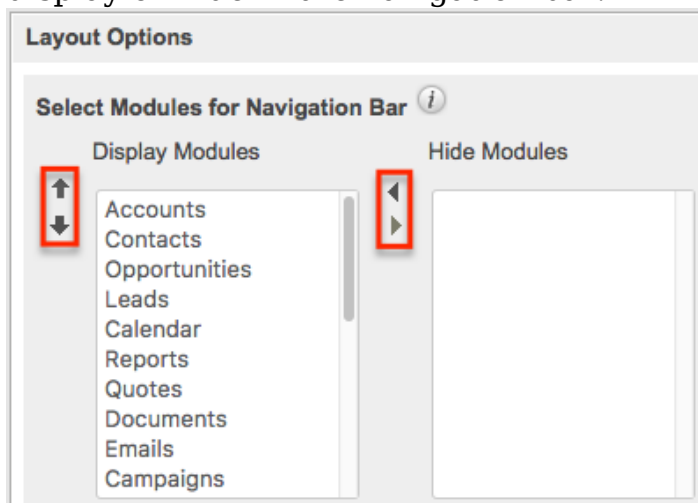 Layout Options
Select Modules for Navigation Bar i
Display Modules
Hide Modules
Accounts
Contacts
Opportunities
Leads
Calendar
Reports
Quotes
Documents
Emails
Campaigns